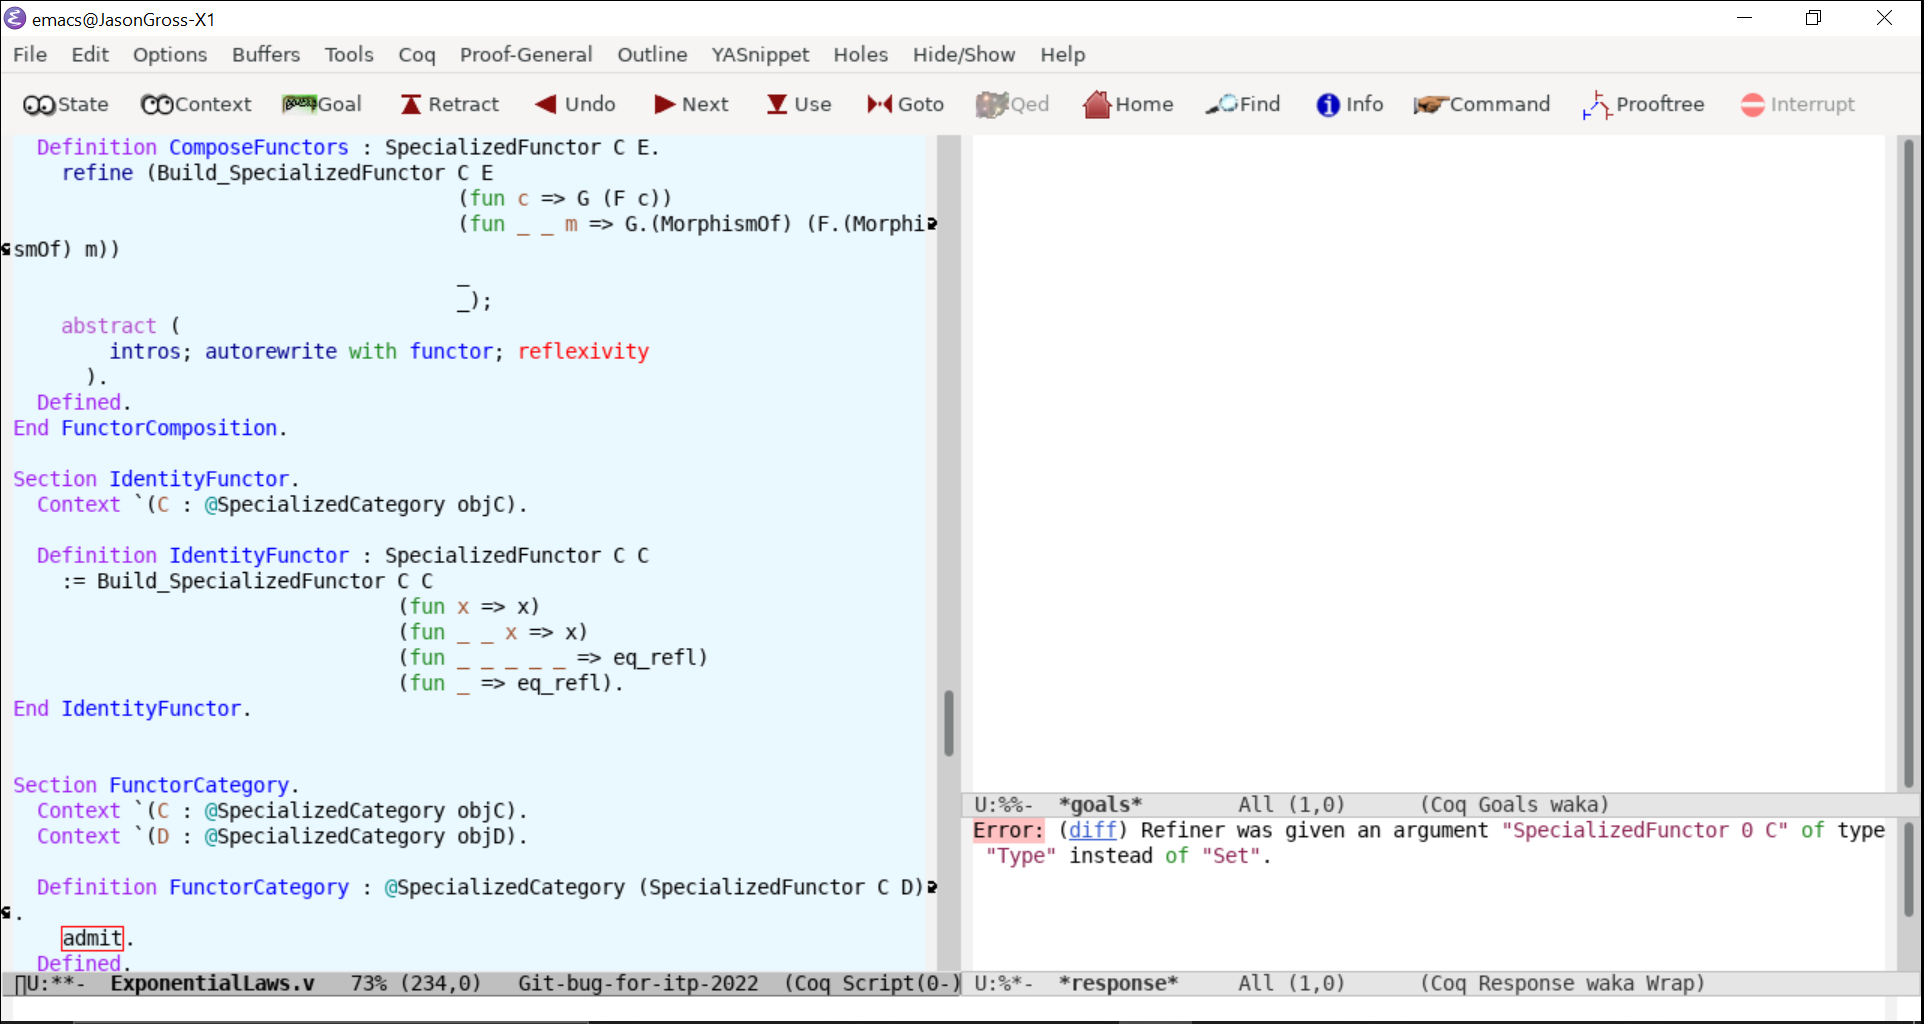 emacs@JasonGross-X1
File Edit Options Buffers Tools Coq Proof-General Outline YASnippet Holes Hide/Show Help
State Context Goal Retract Undo Next Use Goto Qed Home Find Info Command Prooftree Interrupt
Definition ComposeFunctors : SpecializedFunctor C E.
refine (Build_SpecializedFunctor C E
(fun c => G (F c))
(fun _ _ m => G.(MorphismOf) (F.(Morphi
smOf) m))
_
_);
abstract (
intros; autorewrite with functor; reflexivity
).
Defined.
End FunctorComposition.
Section IdentityFunctor.
Context `(C : @SpecializedCategory objC).
Definition IdentityFunctor : SpecializedFunctor C C
:= Build_SpecializedFunctor C C
(fun x => x)
(fun _ _ x => x)
(fun _ _ _ _ _ => eq_refl)
(fun _ => eq_refl).
End IdentityFunctor.
Section FunctorCategory.
Context `(C : @SpecializedCategory objC).
Context `(D : @SpecializedCategory objD).
Definition FunctorCategory : @SpecializedCategory (SpecializedFunctor C D)
.
admit.
Defined.
U:**-  ExponentialLaws.v   73% (234,0)   Git-bug-for-itp-2022  (Coq Script(0-)
U:%%-  *goals*        All (1,0)      (Coq Goals waka)
Error: (diff) Refiner was given an argument "SpecializedFunctor 0 C" of type
"Type" instead of "Set".
U:%*-  *response*     All (1,0)      (Coq Response waka Wrap)